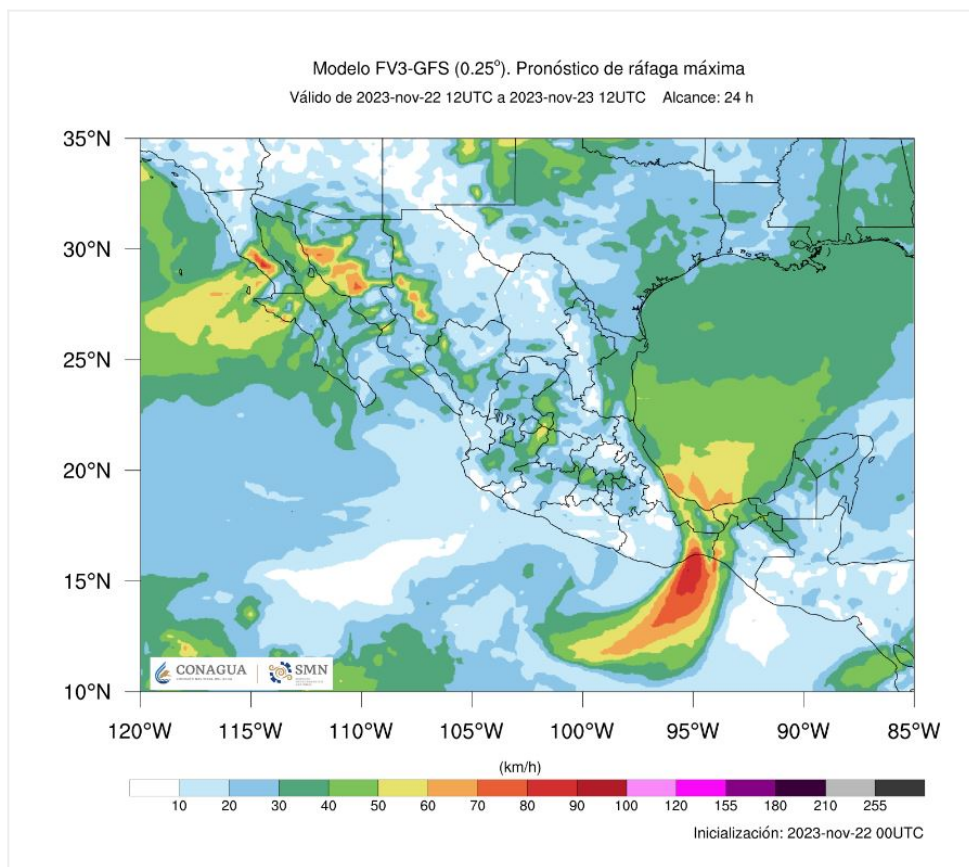 Modelo FV3-GFS (0.25°). Pronóstico de ráfaga máxima
Válido de 2023-nov-22 12UTC a 2023-nov-23 12UTC Alcance: 24 h
35°N
30°N
25°N
20°N
15°N
10°N
CONAGUA
SMN
120°W 115°W 110°W 105°W 100°W 95°W 90°W 85°W
(km/h)
10 20 30 40 50 60 70 80 90 100 120 155 180 210 255
Inicialización: 2023-nov-22 00UTC